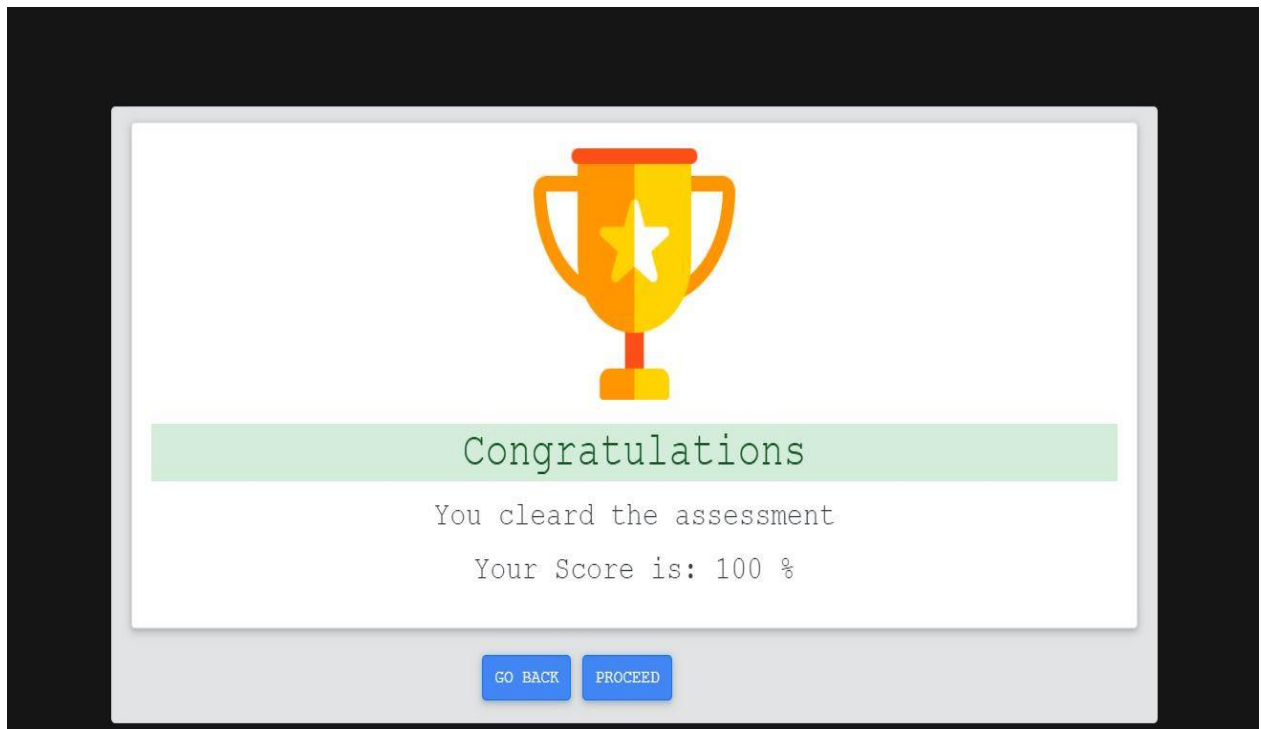 Congratulations
You cleard the assessment
Your Score is: 100 %
GO BACK PROCEED